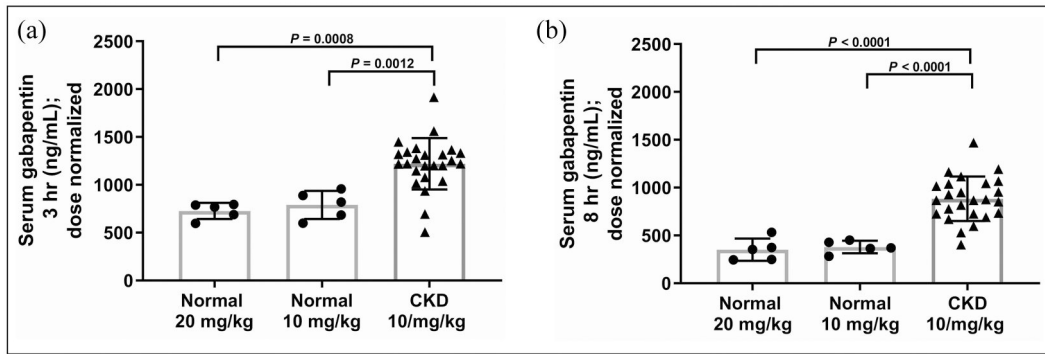 (a)
P = 0.0008
P = 0.0012
Serum gabapentin
3 hr (ng/mL);
dose normalized
2500
2000
1500
1000
500
0
Normal
20 mg/kg
Normal
10 mg/kg
CKD
10/mg/kg
(b)
P < 0.0001
P < 0.0001
Serum gabapentin
8 hr (ng/mL);
dose normalized
2500
2000
1500
1000
500
0
Normal
20 mg/kg
Normal
10 mg/kg
CKD
10/mg/kg